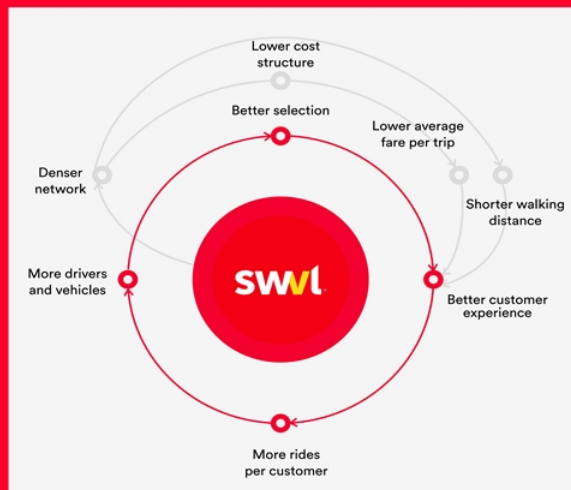 Lower cost
structure
Better selection
Lower average
fare per trip
Denser
network
Shorter walking
distance
More drivers
and vehicles
swvl
Better customer
experience
More rides
per customer